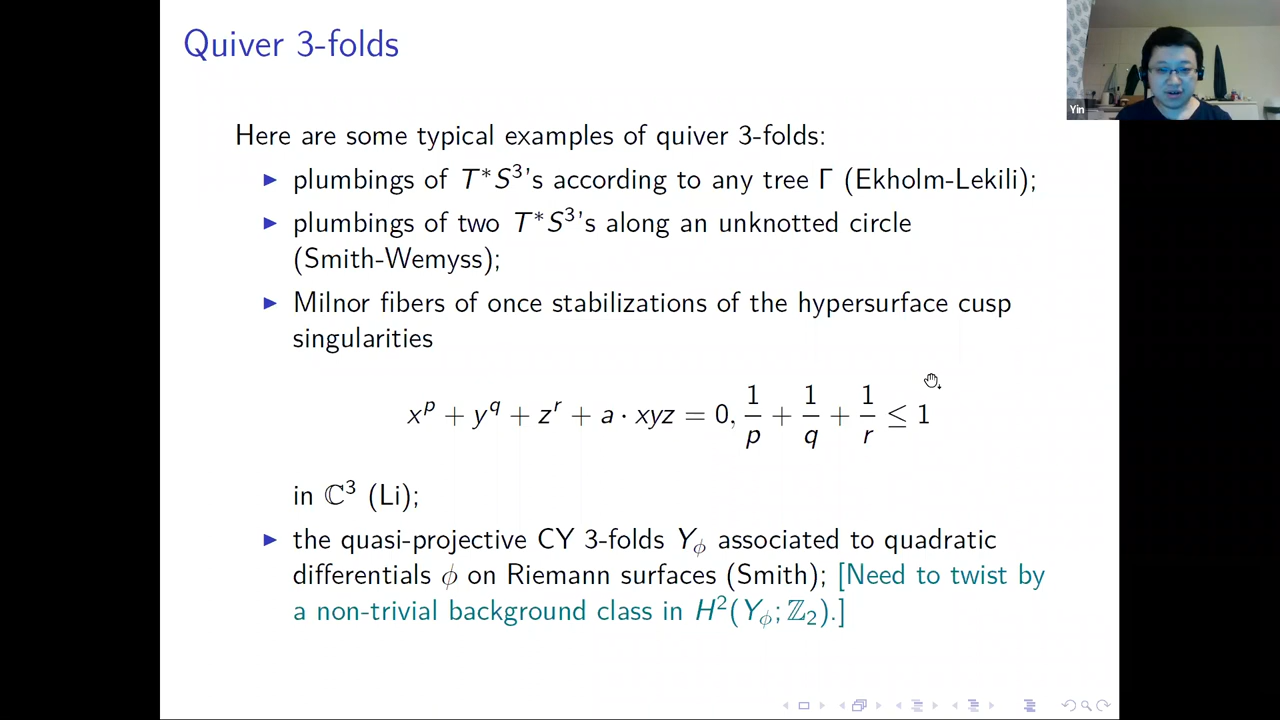 Quiver 3-folds
Yin
Here are some typical examples of quiver 3-folds:
▶ plumbings of T*S³'s according to any tree Γ (Ekholm-Lekili);
▶ plumbings of two T*S³'s along an unknotted circle
(Smith-Wemyss);
▶ Milnor fibers of once stabilizations of the hypersurface cusp
singularities
x^p + y^q + z^r + a · xyz = 0, 1/p + 1/q + 1/r ≤ 1
in ℂ³ (Li);
▶ the quasi-projective CY 3-folds Y_ϕ associated to quadratic
differentials ϕ on Riemann surfaces (Smith); [Need to twist by
a non-trivial background class in H²(Y_ϕ; ℤ₂).]